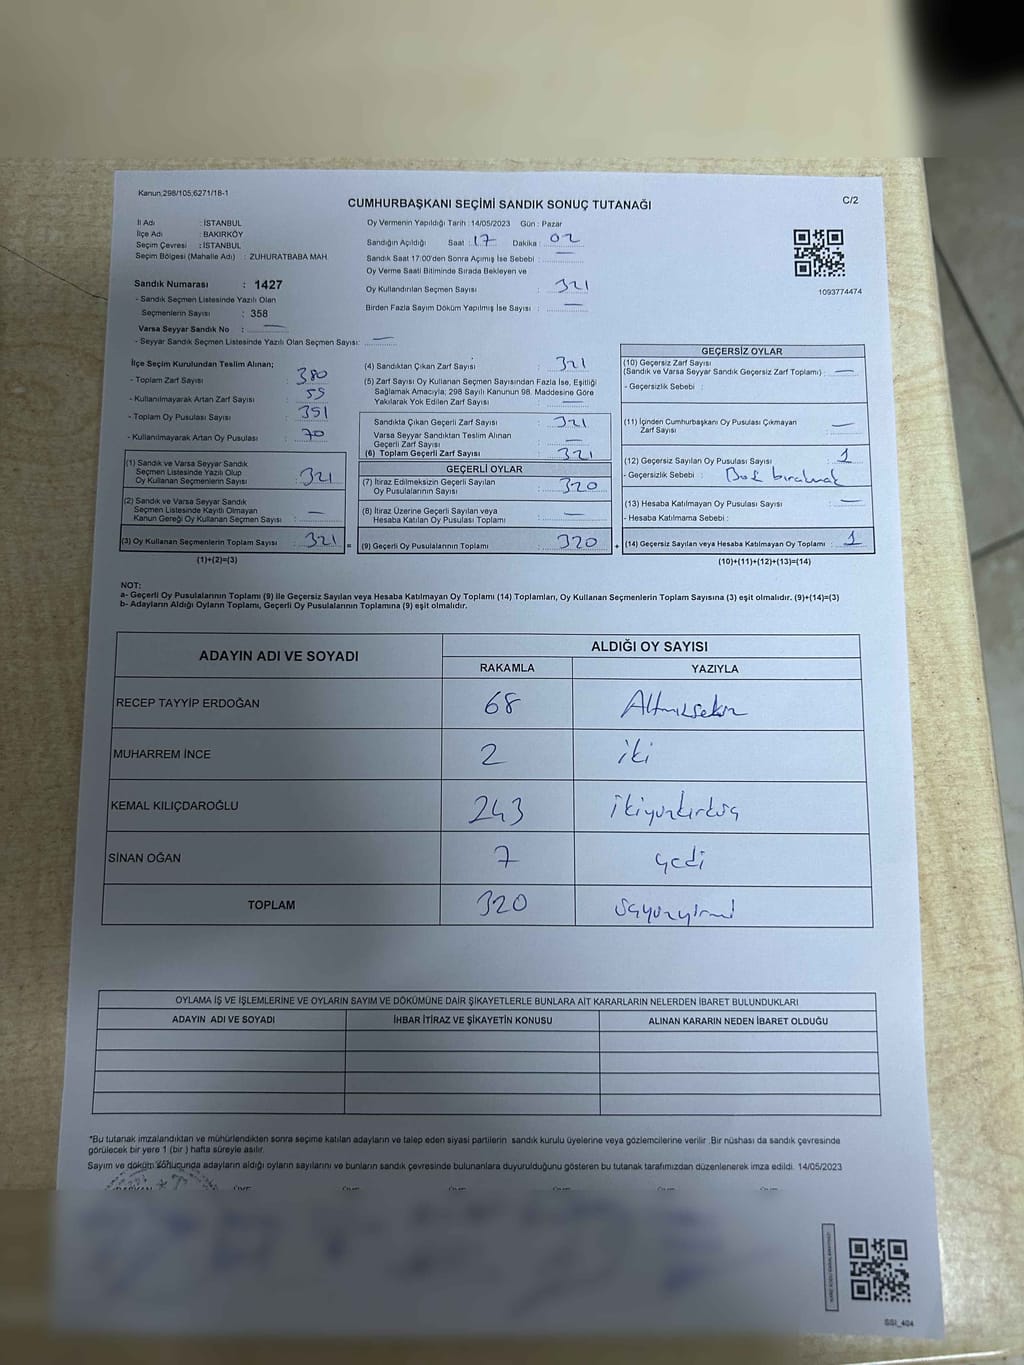 Kanun,298/105;6271/18-1
CUMHURBAŞKANI SEÇİMİ SANDIK SONUÇ TUTANAĞI
C/2
İl Adı : İSTANBUL
İlçe Adı : BAKIRKÖY
Seçim Çevresi : İSTANBUL
Seçim Bölgesi (Mahalle Adı) : ZUHURATBABA MAH.
Sandık Numarası : 1427
- Sandık Seçmen Listesinde Yazılı Olan
Seçmenlerin Sayısı : 358
Varsa Seyyar Sandık No : —
- Seyyar Sandık Seçmen Listesinde Yazılı Olan Seçmen Sayısı: —
Oy Vermenin Yapıldığı Tarih : 14/05/2023 Gün : Pazar
Sandığın Açıldığı Saat : 17 Dakika : 02
Sandık Saat 17:00'den Sonra Açımış İse Sebebi : —
Oy Verme Saati Bitiminde Sırada Bekleyen ve
Oy Kullandırılan Seçmen Sayısı : 321
Birden Fazla Sayım Döküm Yapılmış İse Sayısı : —
1093774474
İlçe Seçim Kurulundan Teslim Alınan;
- Toplam Zarf Sayısı : 380
- Kullanılmayarak Artan Zarf Sayısı : 55
- Toplam Oy Pusulası Sayısı : 351
- Kullanılmayarak Artan Oy Pusulası : 70
(1) Sandık ve Varsa Seyyar Sandık
Seçmen Listesinde Yazılı Olup
Oy Kullanan Seçmenlerin Sayısı : 321
(2) Sandık ve Varsa Seyyar Sandık
Seçmen Listesinde Kayıtlı Olmayan
Kanun Gereği Oy Kullanan Seçmen Sayısı : —
(3) Oy Kullanan Seçmenlerin Toplam Sayısı : 321 =
(1)+(2)=(3)
(4) Sandıktan Çıkan Zarf Sayısı : 321
(5) Zarf Sayısı Oy Kullanan Seçmen Sayısından Fazla İse, Eşitliği
Sağlamak Amacıyla; 298 Sayılı Kanunun 98. Maddesine Göre
Yakılarak Yok Edilen Zarf Sayısı : —
Sandıkta Çıkan Geçerli Zarf Sayısı : 321
Varsa Seyyar Sandıktan Teslim Alınan
Geçerli Zarf Sayısı : —
(6) Toplam Geçerli Zarf Sayısı : 321
GEÇERLİ OYLAR
(7) İtiraz Edilmeksizin Geçerli Sayılan
Oy Pusulalarının Sayısı : 320
(8) İtiraz Üzerine Geçerli Sayılan veya
Hesaba Katılan Oy Pusulası Toplamı : —
(9) Geçerli Oy Pusulalarının Toplamı : 320 +
GEÇERSİZ OYLAR
(10) Geçersiz Zarf Sayısı
(Sandık ve Varsa Seyyar Sandık Geçersiz Zarf Toplamı) : —
- Geçersizlik Sebebi :
(11) İçinden Cumhurbaşkanı Oy Pusulası Çıkmayan
Zarf Sayısı : —
(12) Geçersiz Sayılan Oy Pusulası Sayısı : 1
- Geçersizlik Sebebi : Boş bırakmak
(13) Hesaba Katılmayan Oy Pusulası Sayısı : —
- Hesaba Katılmama Sebebi :
(14) Geçersiz Sayılan veya Hesaba Katılmayan Oy Toplamı : 1
(10)+(11)+(12)+(13)=(14)
NOT:
a- Geçerli Oy Pusulalarının Toplamı (9) ile Geçersiz Sayılan veya Hesaba Katılmayan Oy Toplamı (14) Toplamları, Oy Kullanan Seçmenlerin Toplam Sayısına (3) eşit olmalıdır. (9)+(14)=(3)
b- Adayların Aldığı Oyların Toplamı, Geçerli Oy Pusulalarının Toplamına (9) eşit olmalıdır.
ADAYIN ADI VE SOYADI ALDIĞI OY SAYISI
RAKAMLA YAZIYLA
RECEP TAYYİP ERDOĞAN 68 Altmışsekiz
MUHARREM İNCE 2 iki
KEMAL KILIÇDAROĞLU 243 ikiyüzkırküç
SİNAN OĞAN 7 yedi
TOPLAM 320 üçyüzyirmi
OYLAMA İŞ VE İŞLEMLERİNE VE OYLARIN SAYIM VE DÖKÜMÜNE DAİR ŞİKAYETLERLE BUNLARA AİT KARARLARIN NELERDEN İBARET BULUNDUKLARI
ADAYIN ADI VE SOYADI İHBAR İTİRAZ VE ŞİKAYETİN KONUSU ALINAN KARARIN NEDEN İBARET OLDUĞU
*Bu tutanak imzalandıktan ve mühürlendikten sonra seçime katılan adayların ve talep eden siyasi partilerin sandık kurulu üyelerine veya gözlemcilerine verilir .Bir nüshası da sandık çevresinde
görülecek bir yere 1 (bir ) hafta süreyle asılır.
Sayım ve döküm sonucunda adayların aldığı oyların sayılarını ve bunların sandık çevresinde bulunanlara duyurulduğunu gösteren bu tutanak tarafımızdan düzenlenerek imza edildi. 14/05/2023
BAŞKAN ÜYE ÜYE ÜYE ÜYE ÜYE ÜYE
SSI_404